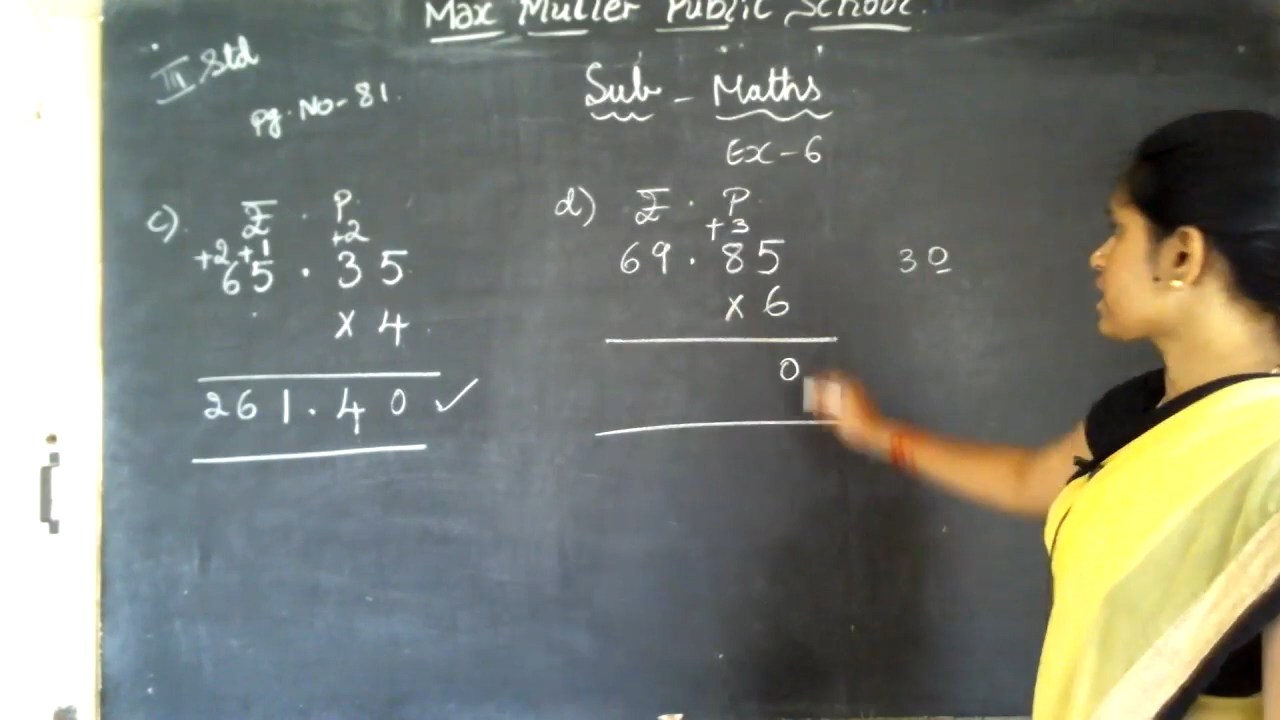 Max Muller Public School.
III Std
Pg. No - 81.
Sub - Maths
Ex - 6
c). ₹ . P.
+2 +1 +2
65 . 35
x 4
261 . 40 ✓
d) ₹ . P.
+3
69 . 85
x 6
0
30